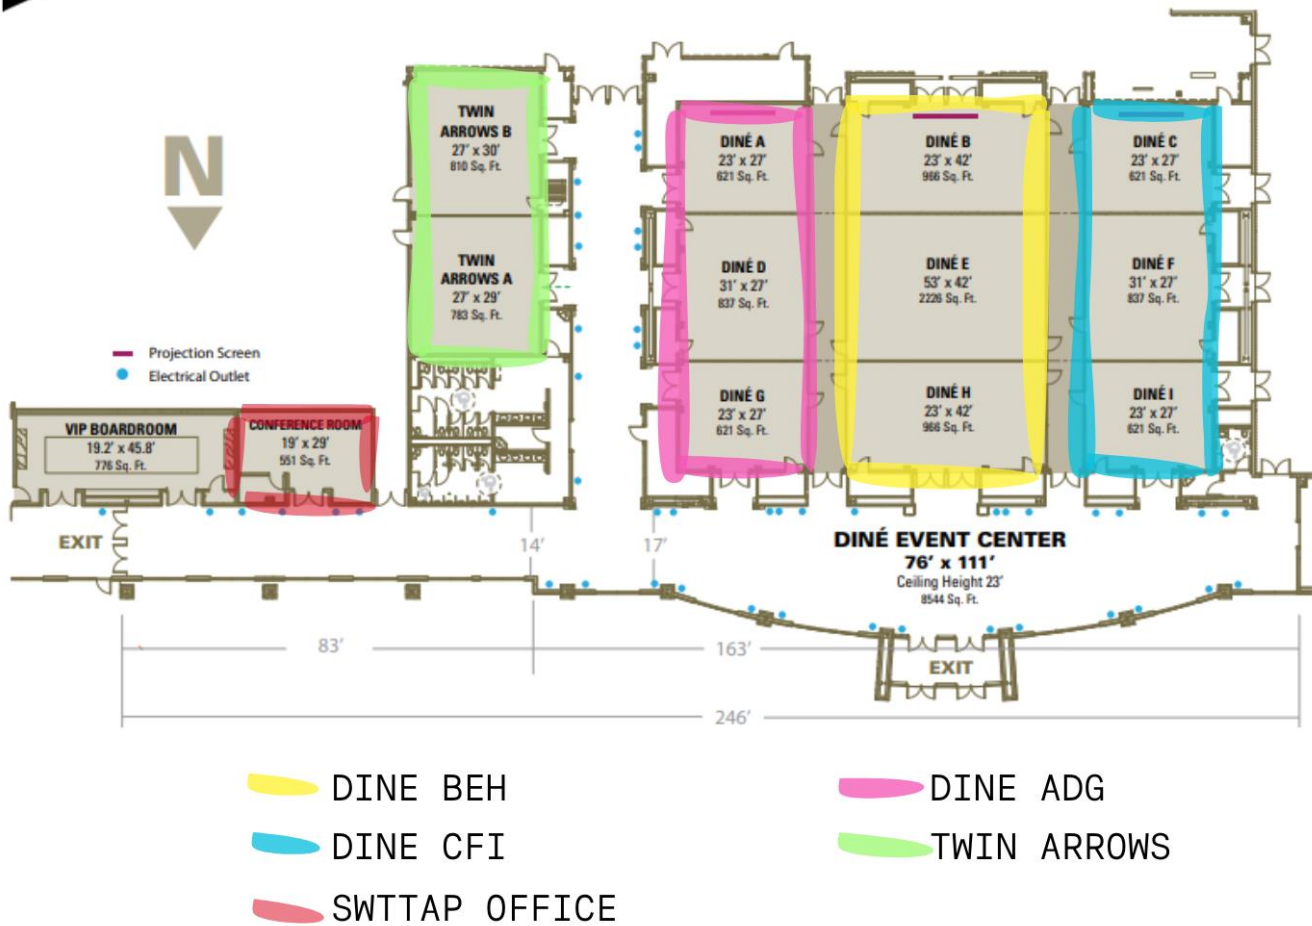 N
TWIN
ARROWS B
27' x 30'
810 Sq. Ft.
TWIN
ARROWS A
27' x 29'
783 Sq. Ft.
DINÉ A
23' x 27'
621 Sq. Ft.
DINÉ B
23' x 42'
966 Sq. Ft.
DINÉ C
23' x 27'
621 Sq. Ft.
DINÉ D
31' x 27'
837 Sq. Ft.
DINÉ E
53' x 42'
2226 Sq. Ft.
DINÉ F
31' x 27'
837 Sq. Ft.
DINÉ G
23' x 27'
621 Sq. Ft.
DINÉ H
23' x 42'
966 Sq. Ft.
DINÉ I
23' x 27'
621 Sq. Ft.
Projection Screen
Electrical Outlet
VIP BOARDROOM
19.2' x 45.8'
776 Sq. Ft.
CONFERENCE ROOM
19' x 29'
551 Sq. Ft.
EXIT
14'
17'
DINÉ EVENT CENTER
76' x 111'
Ceiling Height 23'
8544 Sq. Ft.
EXIT
83'
163'
246'
DINE BEH
DINE ADG
DINE CFI
TWIN ARROWS
SWTTAP OFFICE